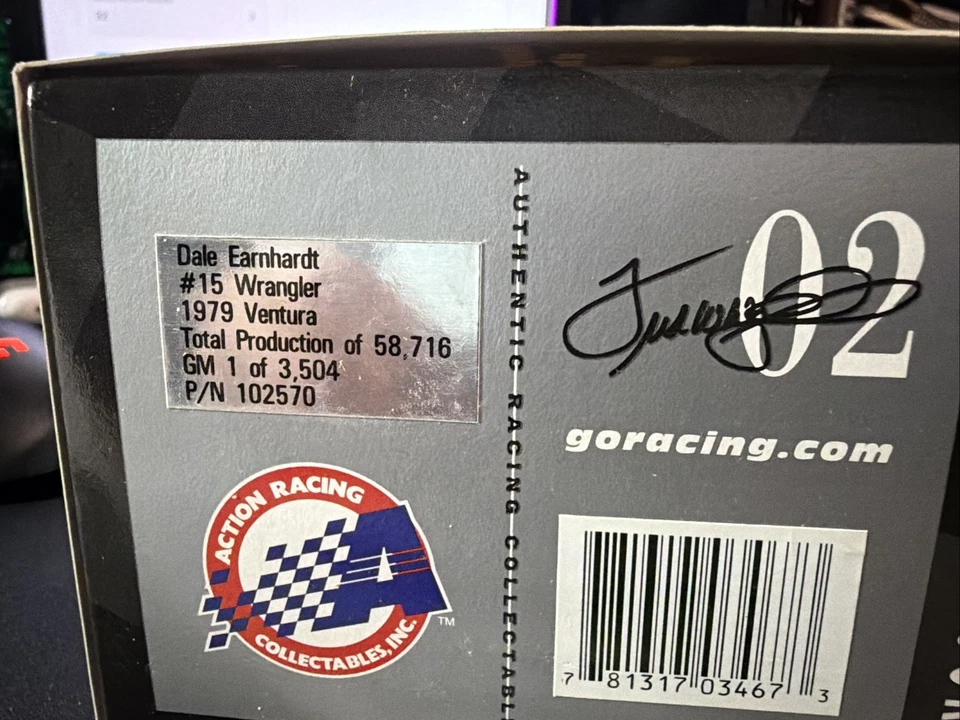 Dale Earnhardt
#15 Wrangler
1979 Ventura
Total Production of 58,716
GM 1 of 3,504
P/N 102570
ACTION RACING
COLLECTABLES, INC.
A
TM
AUTHENTIC RACING COLLECTABL
02
goracing.com
7 81317 03467 3